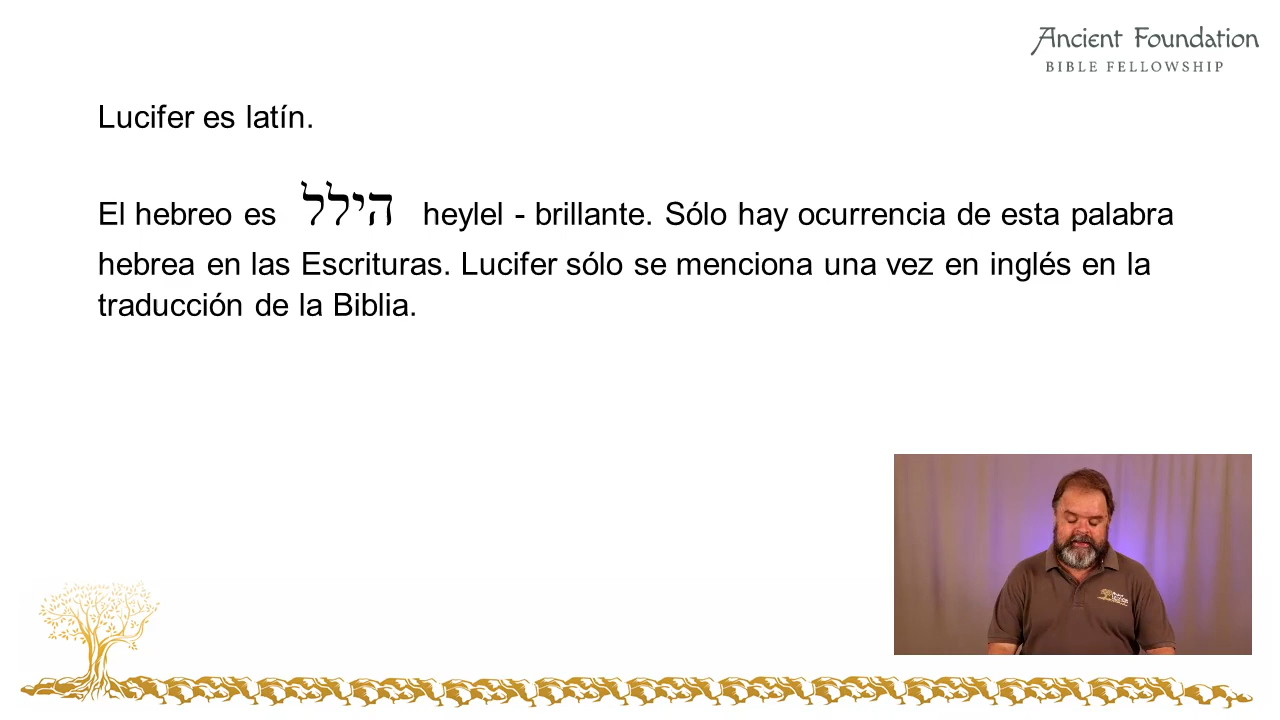 Ancient Foundation
BIBLE FELLOWSHIP
Lucifer es latín.
El hebreo es הילל heylel - brillante. Sólo hay ocurrencia de esta palabra
hebrea en las Escrituras. Lucifer sólo se menciona una vez en inglés en la
traducción de la Biblia.